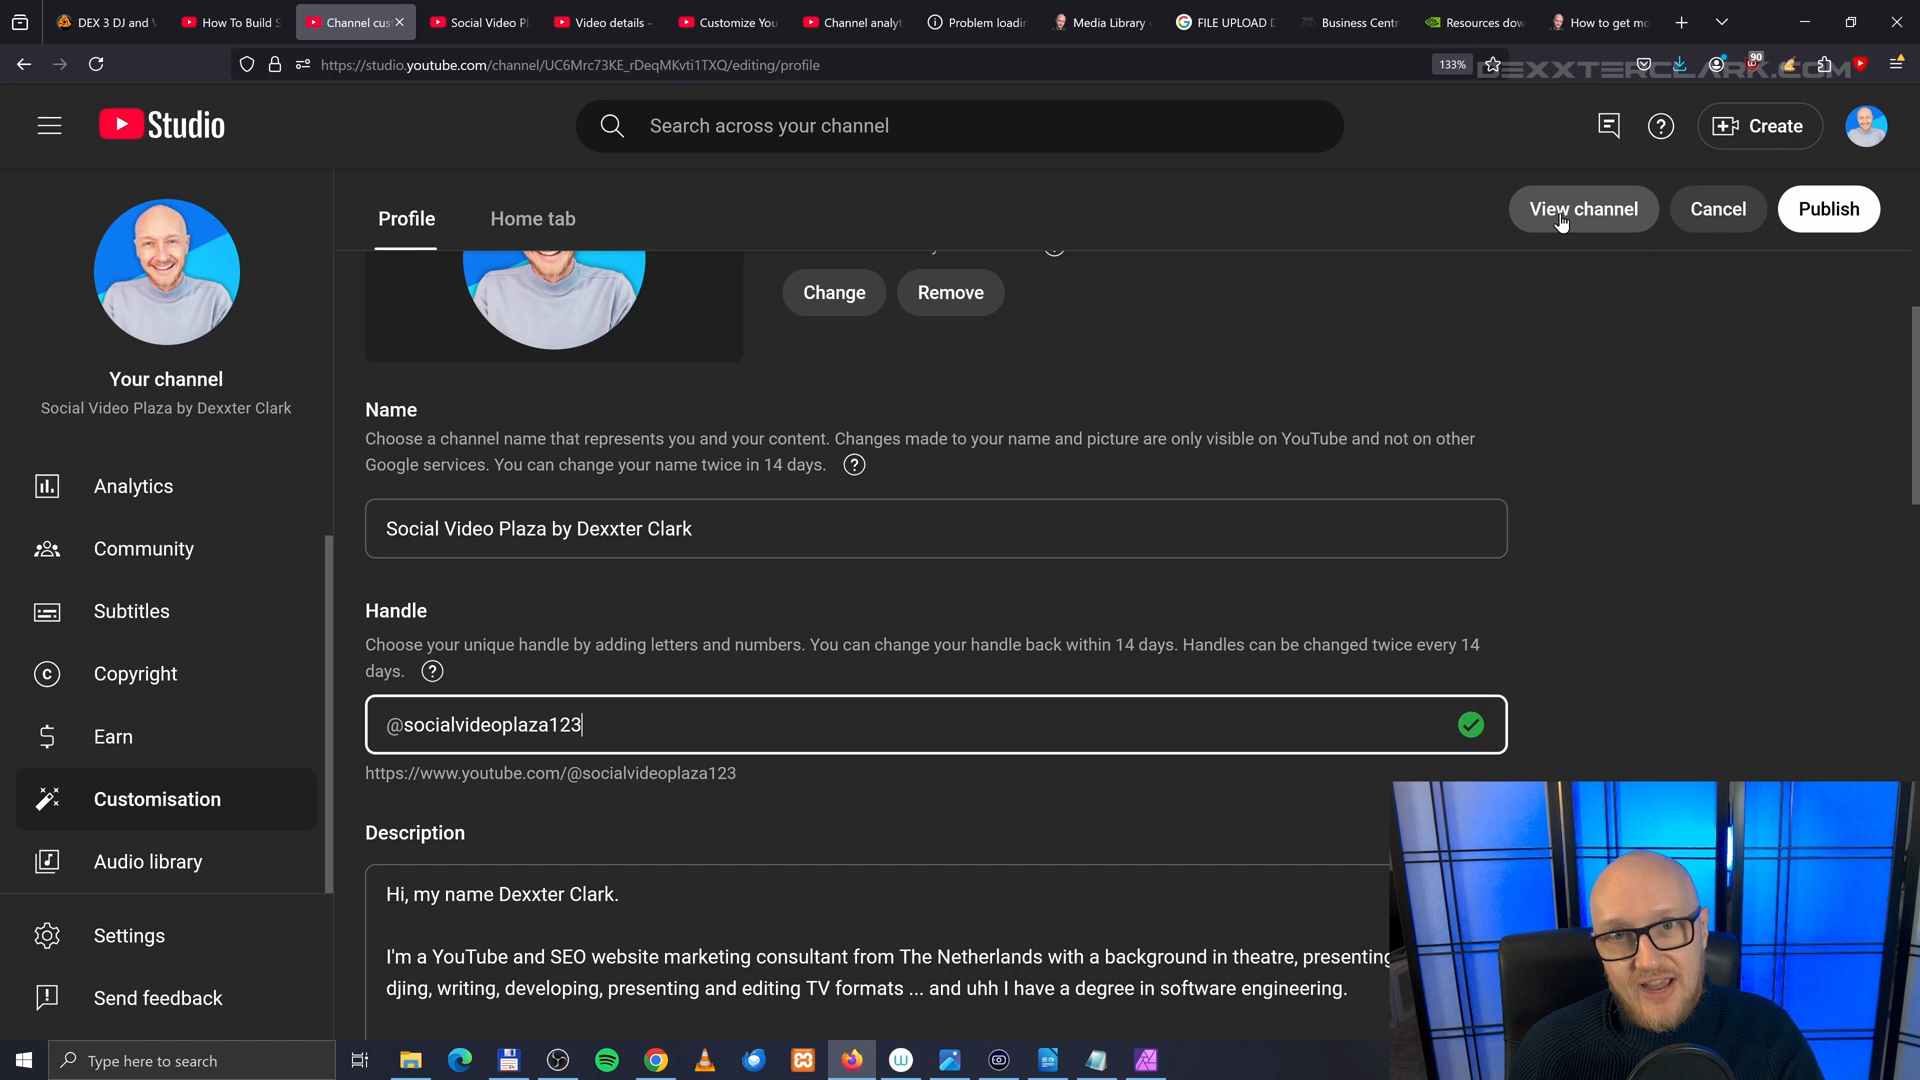 DEX 3 DJ and
How To Build
Channel cus
Social Video P
Video details -
Customize You
Channel analyt
Problem loadin
Media Library
FILE UPLOAD
Business Centr
Resources dow
How to get mo
https://studio.youtube.com/channel/UC6Mrc73KE_rDeqMKvti1TXQ/editing/profile
133%
90
DEXXTERCLARK.COM
Studio
Search across your channel
Create
Profile
Home tab
View channel
Cancel
Publish
Change
Remove
Your channel
Social Video Plaza by Dexxter Clark
Analytics
Community
Subtitles
Copyright
Earn
Customisation
Audio library
Settings
Send feedback
Name
Choose a channel name that represents you and your content. Changes made to your name and picture are only visible on YouTube and not on other
Google services. You can change your name twice in 14 days.
Social Video Plaza by Dexxter Clark
Handle
Choose your unique handle by adding letters and numbers. You can change your handle back within 14 days. Handles can be changed twice every 14
days.
@socialvideoplaza123
https://www.youtube.com/@socialvideoplaza123
Description
Hi, my name Dexxter Clark.
I'm a YouTube and SEO website marketing consultant from The Netherlands with a background in theatre, presenting
djing, writing, developing, presenting and editing TV formats ... and uhh I have a degree in software engineering.
Type here to search